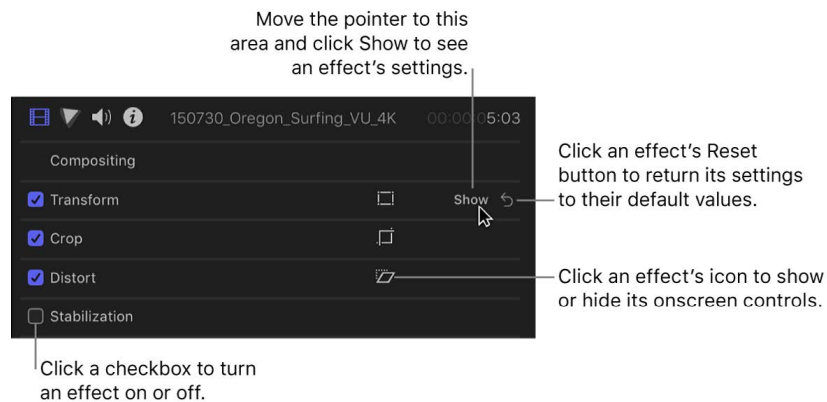 Move the pointer to this
area and click Show to see
an effect's settings.
150730_Oregon_Surfing_VU_4K 00:00:05:03
Compositing
Transform Show
Crop
Distort
Stabilization
Click an effect's Reset
button to return its settings
to their default values.
Click an effect's icon to show
or hide its onscreen controls.
Click a checkbox to turn
an effect on or off.